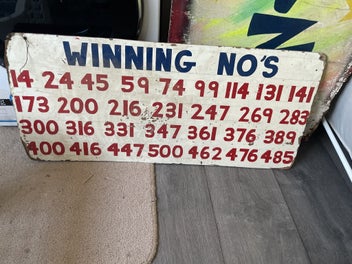 WINNING NO'S
14 24 45 59 74 99 114 131 141
173 200 216 231 247 269 283
300 316 331 347 361 376 389
400 416 447 500 462 476 485